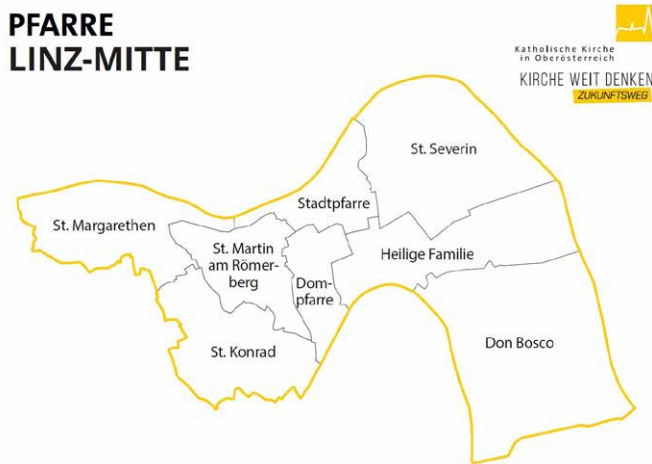 PFARRE
LINZ-MITTE
Katholische Kirche
in Oberösterreich
KIRCHE WEIT DENKEN
ZUKUNFTSWEG
St. Severin
Stadtpfarre
St. Margarethen
St. Martin
am Römer-
berg
Heilige Familie
Dom-
pfarre
St. Konrad
Don Bosco